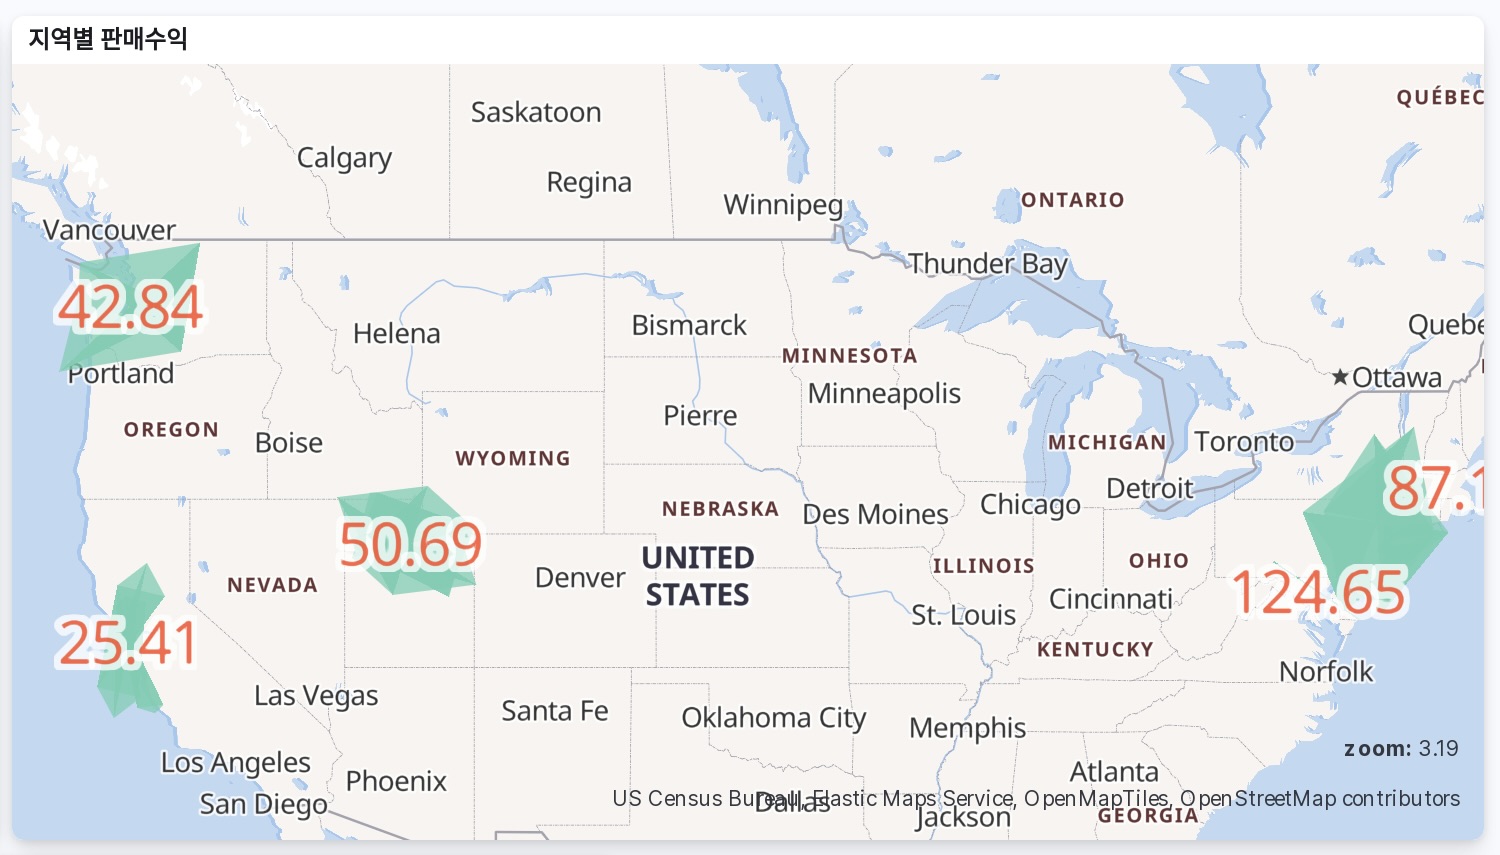 지역별 판매수익
QUÉBEC
Saskatoon
Calgary
Regina
ONTARIO
Winnipeg
Vancouver
Thunder Bay
42.84
Helena
Bismarck
Quebe
MINNESOTA
Portland
Ottawa
Minneapolis
Pierre
OREGON
Boise
MICHIGAN
Toronto
WYOMING
Detroit
87.1
NEBRASKA
Des Moines
Chicago
50.69
UNITED
STATES
ILLINOIS
OHIO
NEVADA
Denver
124.65
Cincinnati
St. Louis
25.41
KENTUCKY
Norfolk
Las Vegas
Santa Fe
Oklahoma City
Memphis
zoom: 3.19
Los Angeles
Phoenix
Atlanta
San Diego
Dallas
US Census Bureau, Elastic Maps Service, OpenMapTiles, OpenStreetMap contributors
Jackson
GEORGIA